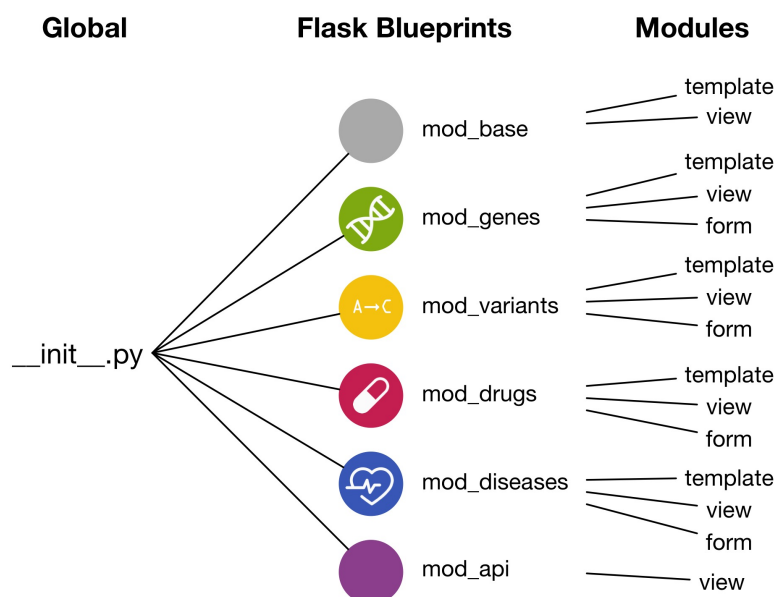 Global
Flask Blueprints
Modules
__init__.py
mod_base
template
view
mod_genes
template
view
form
A→C
mod_variants
template
view
form
mod_drugs
template
view
form
mod_diseases
template
view
form
mod_api
view